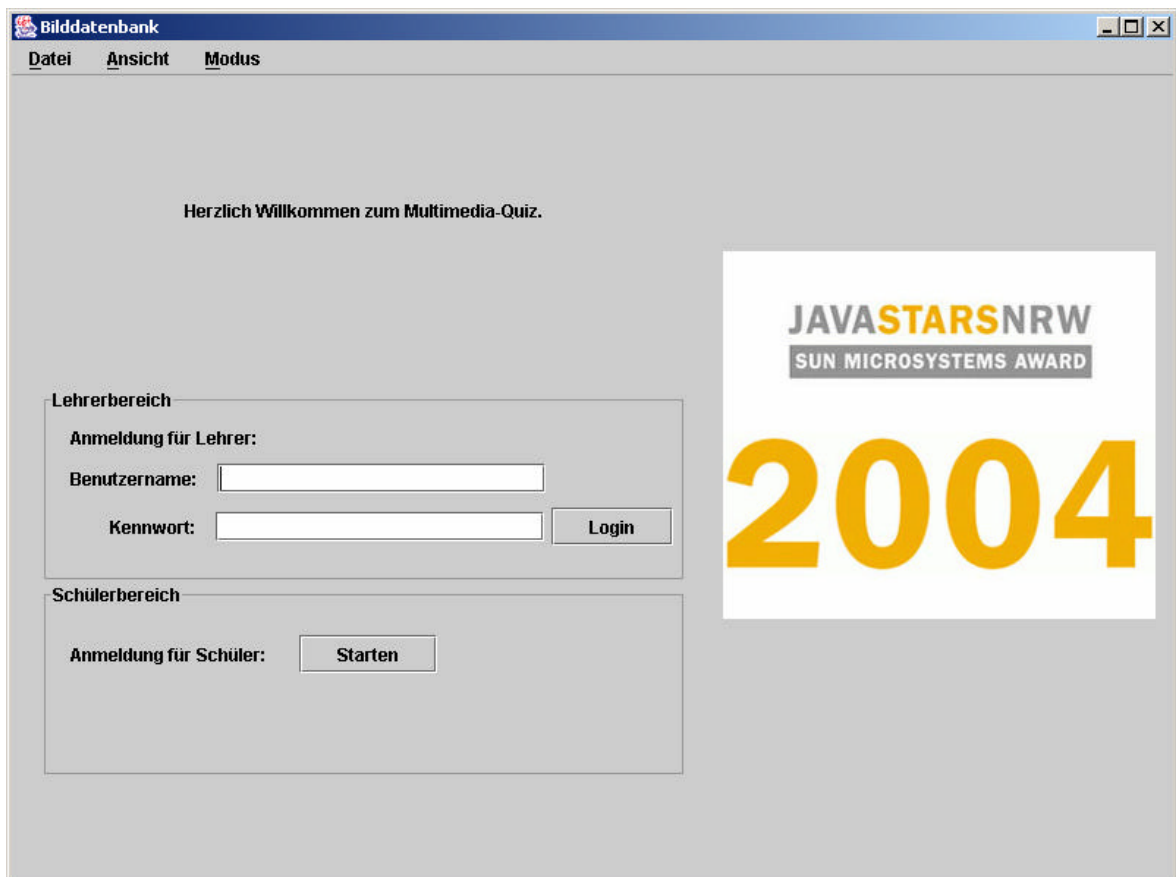 Bilddatenbank
Datei Ansicht Modus
Herzlich Willkommen zum Multimedia-Quiz.
JAVASTARSNRW
SUN MICROSYSTEMS AWARD
2004
Lehrerbereich
Anmeldung für Lehrer:
Benutzername:
Kennwort:
Login
Schülerbereich
Anmeldung für Schüler:
Starten